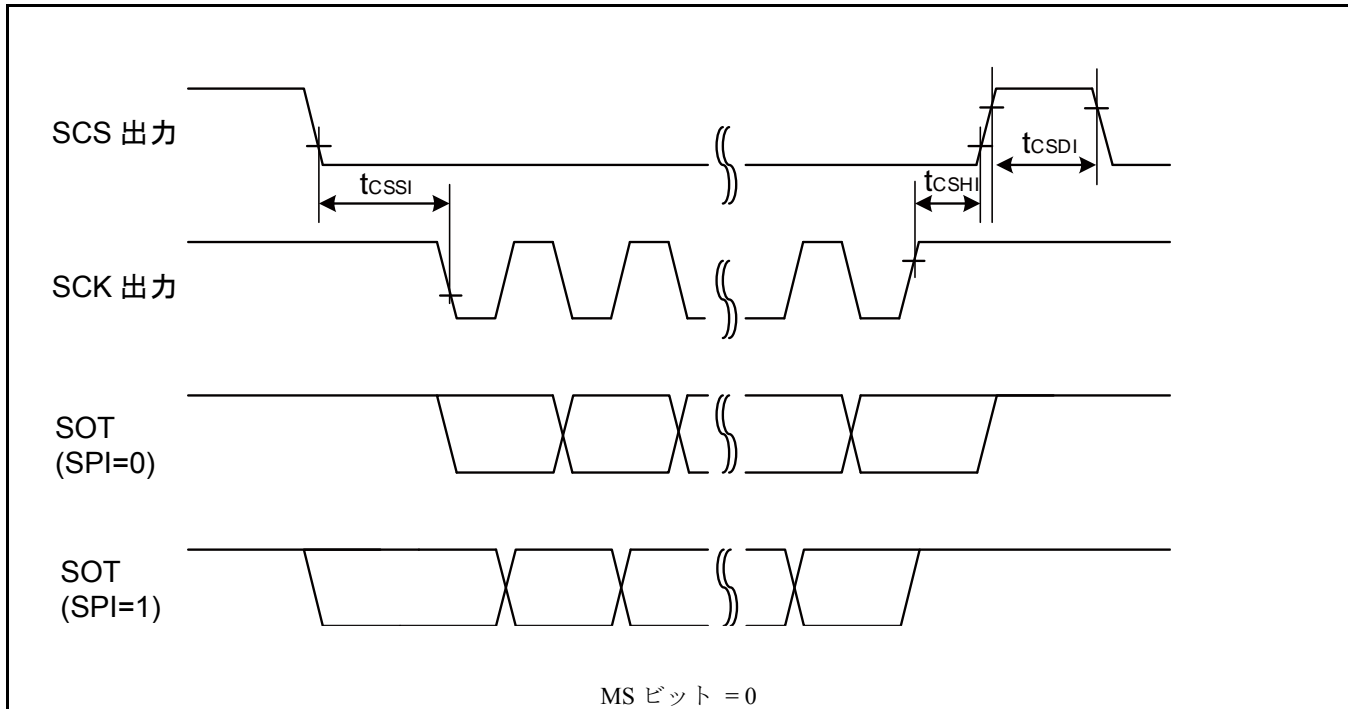 SCS 出力
tCSSI
tCSHI
tCSDI
SCK 出力
SOT
(SPI=0)
SOT
(SPI=1)
MS ビット = 0